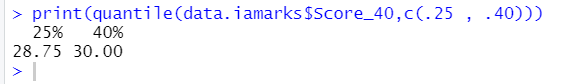 > print(quantile(data.iamarks$Score_40,c(.25 , .40)))
  25%   40%
28.75 30.00
>